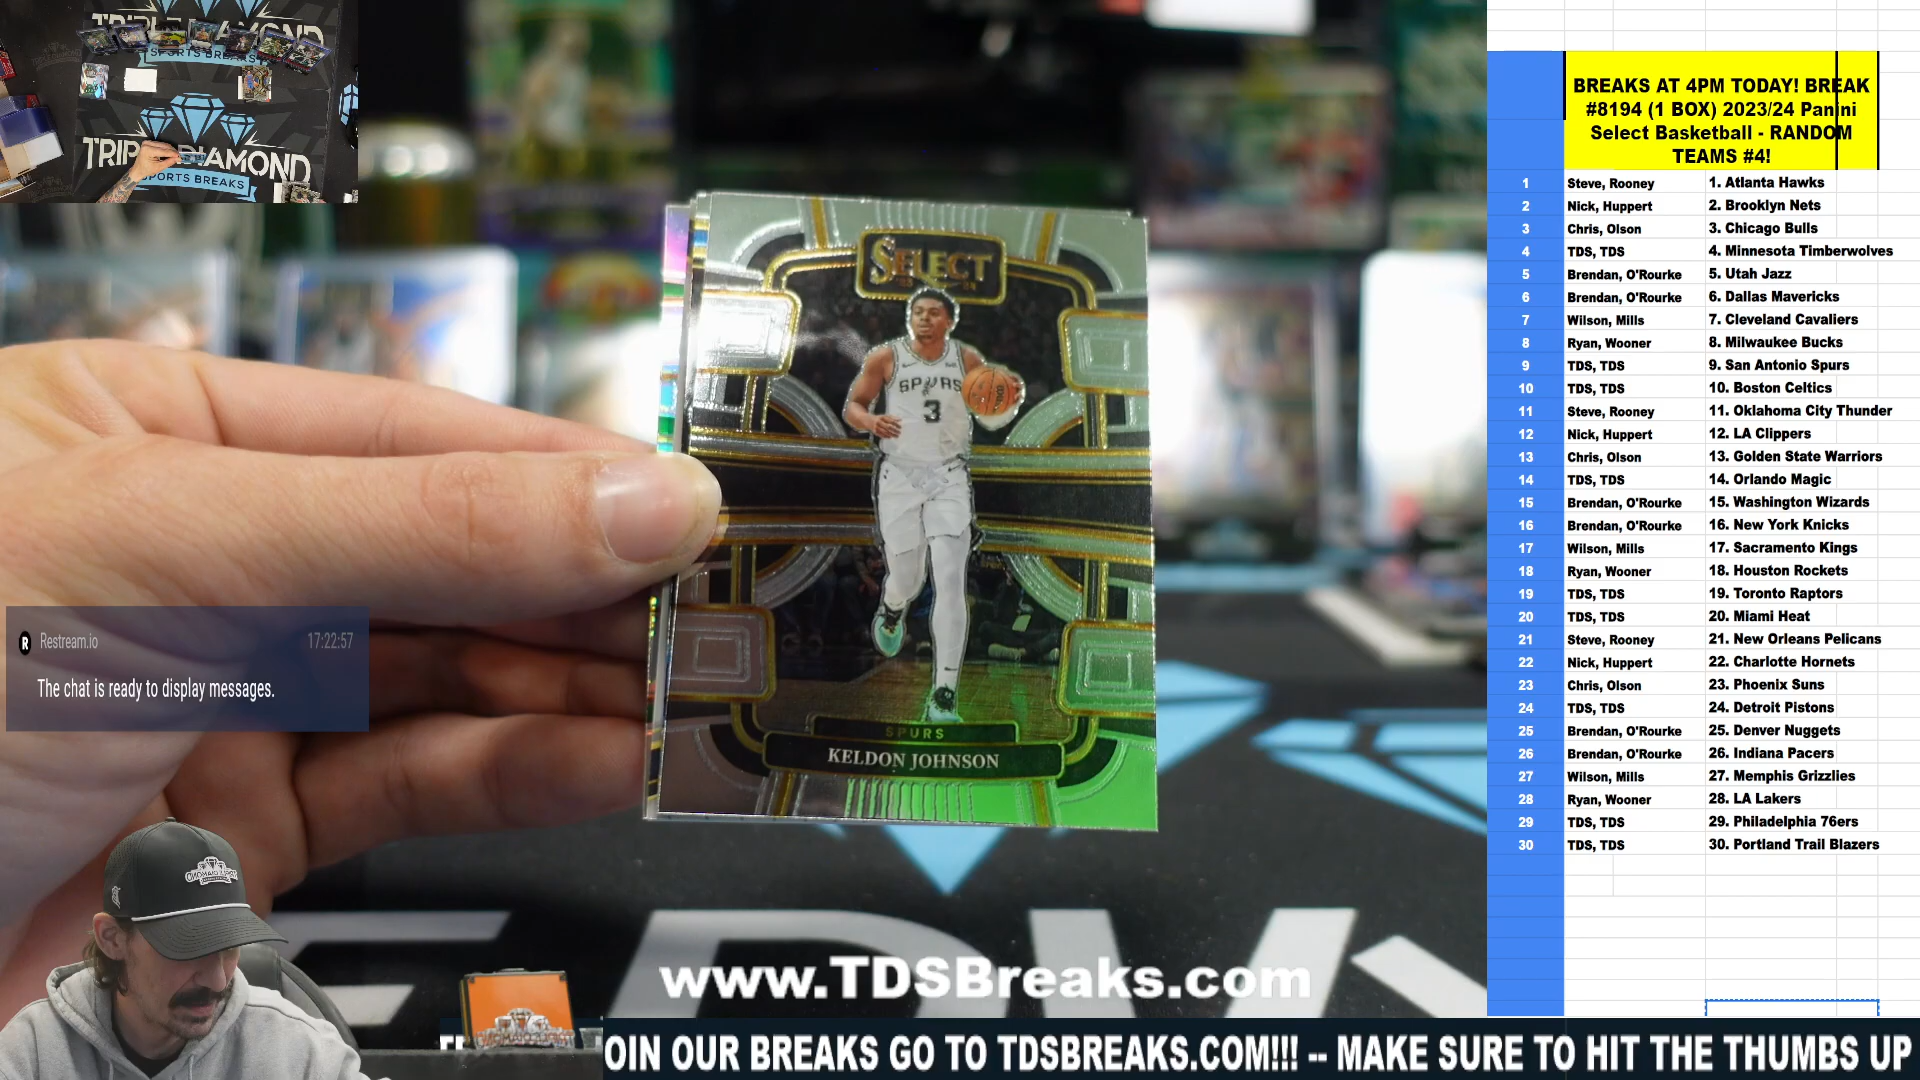 TRIPLE DIAMOND
SPORTS BREAKS
TRIP DIAMOND
SPORTS BREAKS
SELECT
23 24
SPURS
3
SPURS
KELDON JOHNSON
Restream.io 17:22:57
The chat is ready to display messages.
www.TDSBreaks.com
OIN OUR BREAKS GO TO TDSBREAKS.COM!!! -- MAKE SURE TO HIT THE THUMBS UP
BREAKS AT 4PM TODAY! BREAK
#8194 (1 BOX) 2023/24 Panini
Select Basketball - RANDOM
TEAMS #4!
1 Steve, Rooney 1. Atlanta Hawks
2 Nick, Huppert 2. Brooklyn Nets
3 Chris, Olson 3. Chicago Bulls
4 TDS, TDS 4. Minnesota Timberwolves
5 Brendan, O'Rourke 5. Utah Jazz
6 Brendan, O'Rourke 6. Dallas Mavericks
7 Wilson, Mills 7. Cleveland Cavaliers
8 Ryan, Wooner 8. Milwaukee Bucks
9 TDS, TDS 9. San Antonio Spurs
10 TDS, TDS 10. Boston Celtics
11 Steve, Rooney 11. Oklahoma City Thunder
12 Nick, Huppert 12. LA Clippers
13 Chris, Olson 13. Golden State Warriors
14 TDS, TDS 14. Orlando Magic
15 Brendan, O'Rourke 15. Washington Wizards
16 Brendan, O'Rourke 16. New York Knicks
17 Wilson, Mills 17. Sacramento Kings
18 Ryan, Wooner 18. Houston Rockets
19 TDS, TDS 19. Toronto Raptors
20 TDS, TDS 20. Miami Heat
21 Steve, Rooney 21. New Orleans Pelicans
22 Nick, Huppert 22. Charlotte Hornets
23 Chris, Olson 23. Phoenix Suns
24 TDS, TDS 24. Detroit Pistons
25 Brendan, O'Rourke 25. Denver Nuggets
26 Brendan, O'Rourke 26. Indiana Pacers
27 Wilson, Mills 27. Memphis Grizzlies
28 Ryan, Wooner 28. LA Lakers
29 TDS, TDS 29. Philadelphia 76ers
30 TDS, TDS 30. Portland Trail Blazers